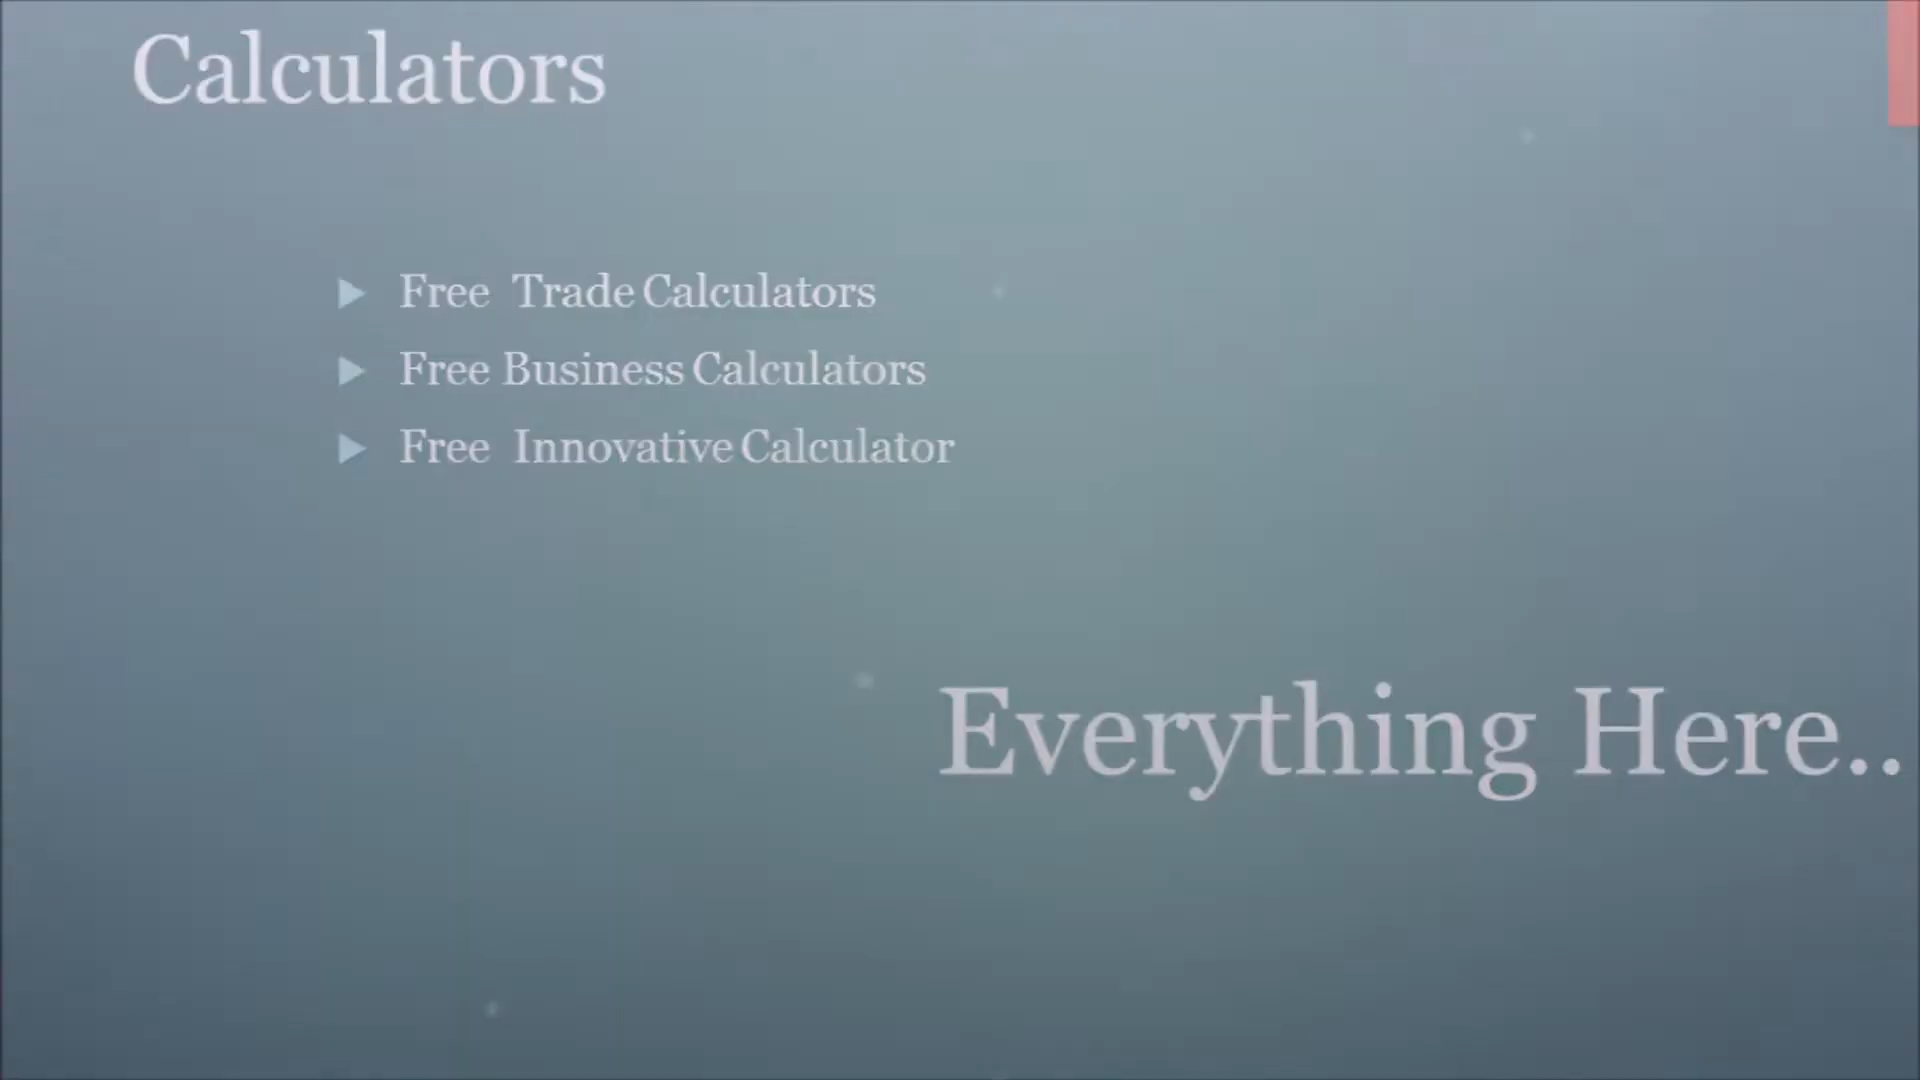 Calculators
Free Trade Calculators
Free Business Calculators
Free Innovative Calculator
Everything Here..